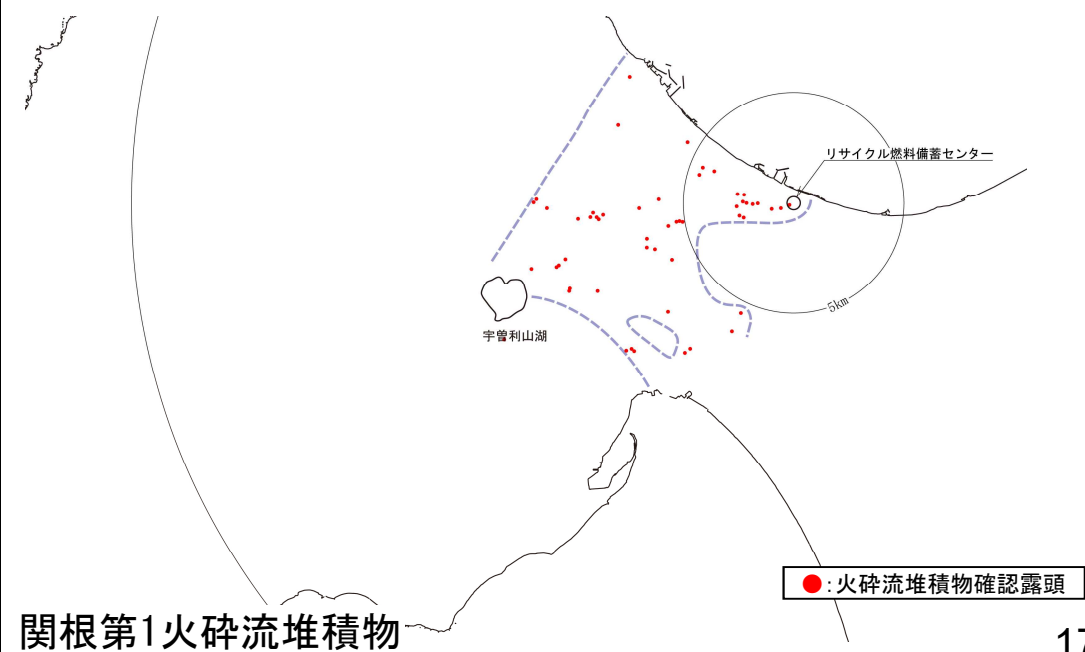 リサイクル燃料備蓄センター
5km
宇曽利山湖
●:火砕流堆積物確認露頭
関根第1火砕流堆積物
17